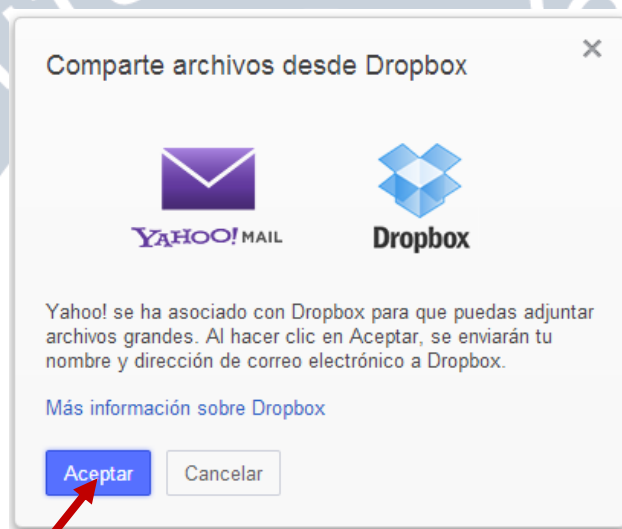 Comparte archivos desde Dropbox
YAHOO! MAIL
Dropbox
Yahoo! se ha asociado con Dropbox para que puedas adjuntar
archivos grandes. Al hacer clic en Aceptar, se enviarán tu
nombre y dirección de correo electrónico a Dropbox.
Más información sobre Dropbox
Aceptar
Cancelar